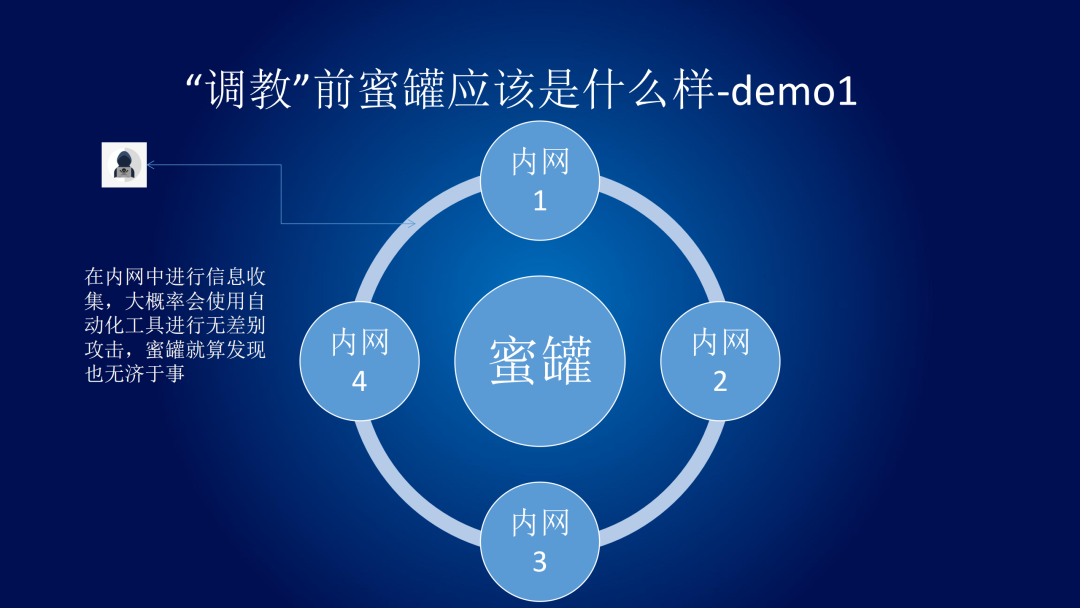 “调教”前蜜罐应该是什么样-demo1
内网
1
在内网中进行信息收
集，大概率会使用自
动化工具进行无差别
攻击，蜜罐就算发现
也无济于事
内网
4
蜜罐
内网
2
内网
3